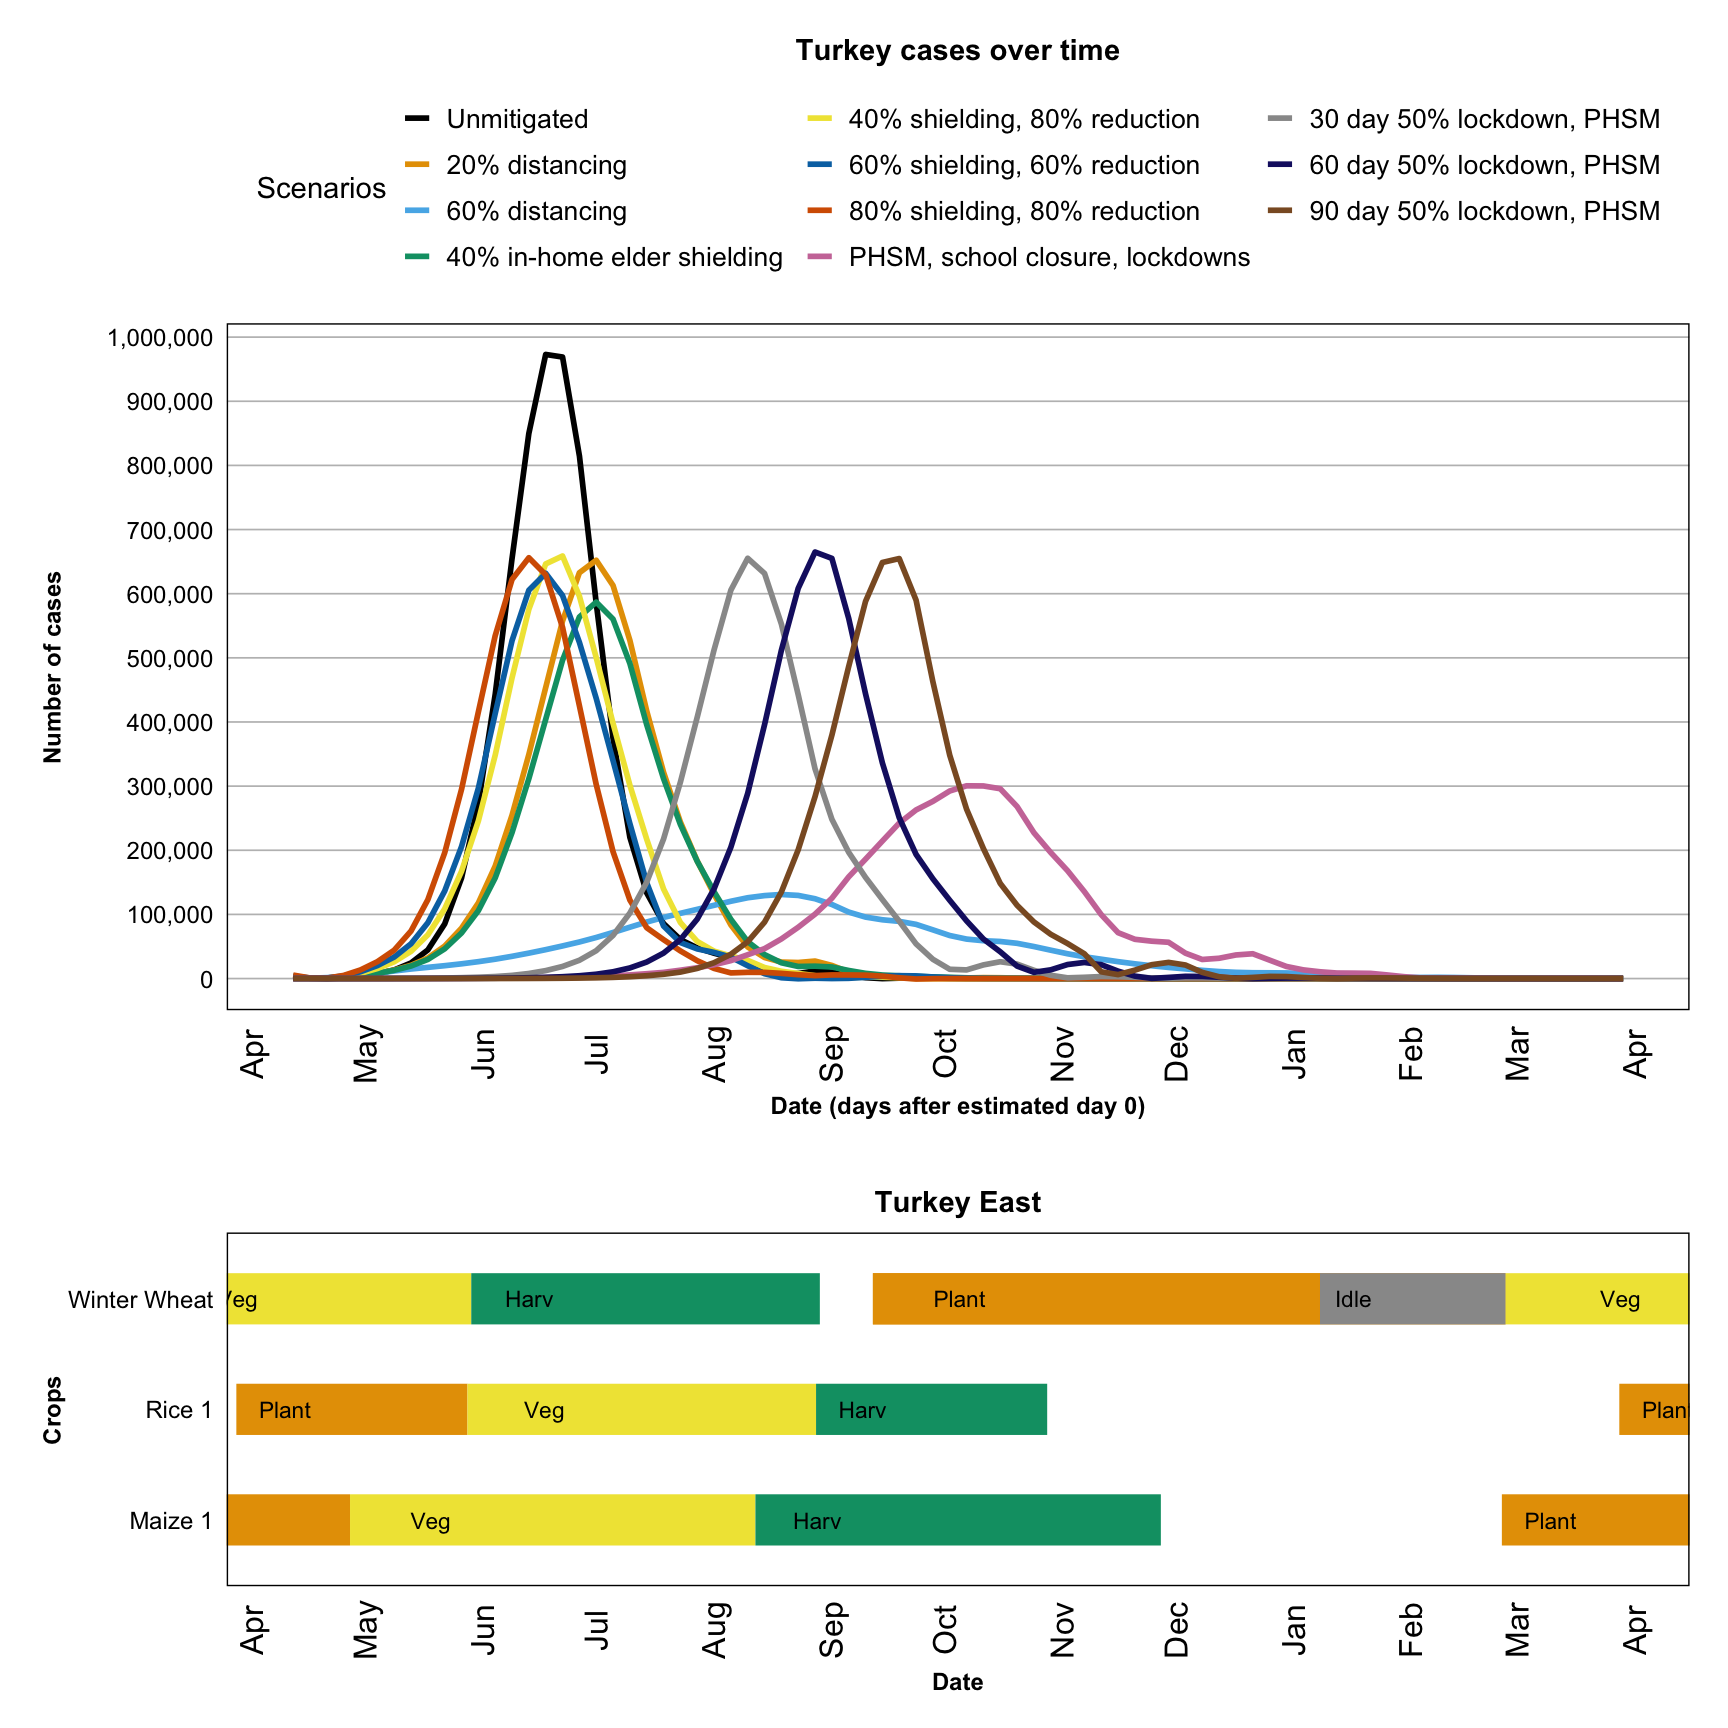 Turkey cases over time
Scenarios
Unmitigated
20% distancing
60% distancing
40% in-home elder shielding
40% shielding, 80% reduction
60% shielding, 60% reduction
80% shielding, 80% reduction
PHSM, school closure, lockdowns
30 day 50% lockdown, PHSM
60 day 50% lockdown, PHSM
90 day 50% lockdown, PHSM
Number of cases
1,000,000
900,000
800,000
700,000
600,000
500,000
400,000
300,000
200,000
100,000
0
Apr May Jun Jul Aug Sep Oct Nov Dec Jan Feb Mar Apr
Date (days after estimated day 0)
Turkey East
Crops
Winter Wheat Veg Harv Plant Idle Veg
Rice 1 Plant Veg Harv Plant
Maize 1 Veg Harv Plant
Apr May Jun Jul Aug Sep Oct Nov Dec Jan Feb Mar Apr
Date